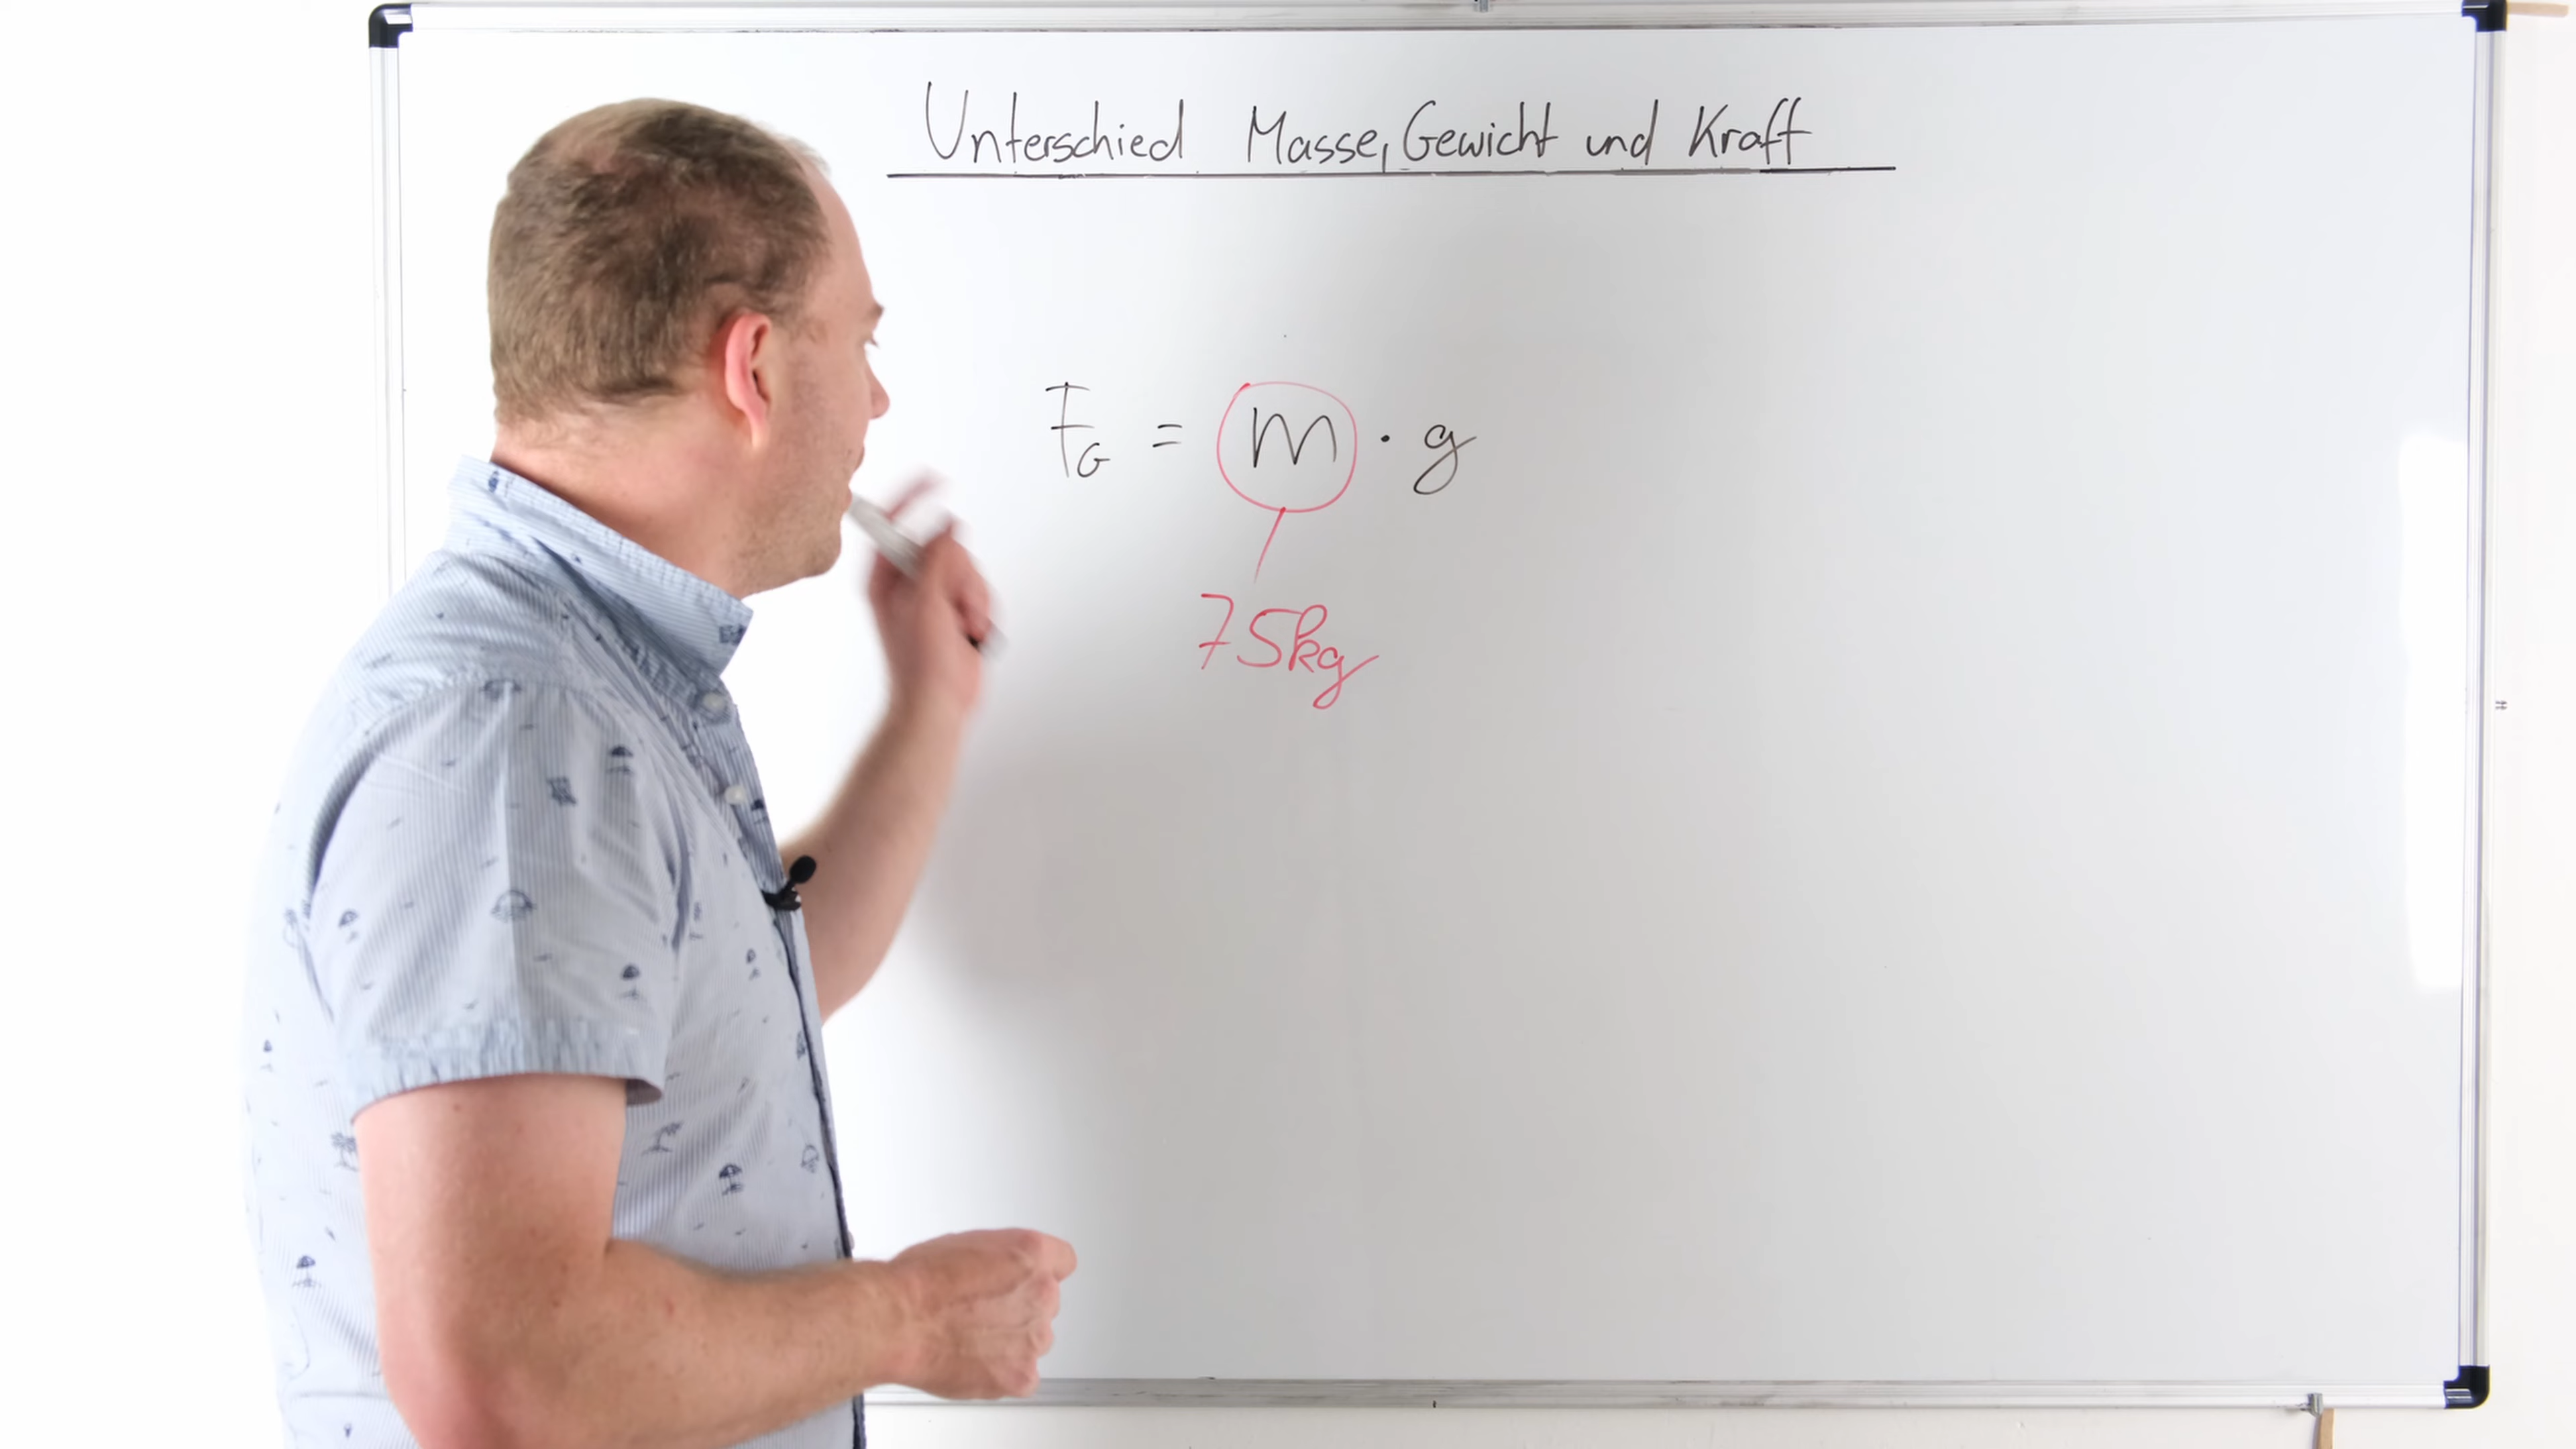 Unterschied Masse, Gewicht und Kraft
F_G = m · g
75kg